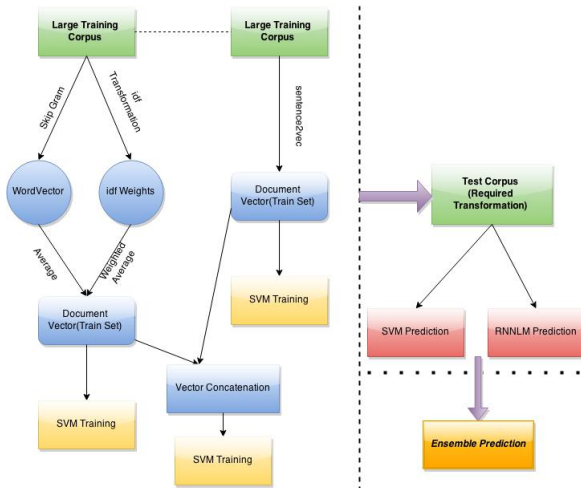 Large Training
Corpus
Large Training
Corpus
Skip Gram
idf
Transformation
sentence2vec
WordVector
idf Weights
Document
Vector(Train Set)
Test Corpus
(Required
Transformation)
Average
Weighted
Average
SVM Training
Document
Vector(Train Set)
SVM Prediction
RNNLM Prediction
Vector Concatenation
SVM Training
Ensemble Prediction
SVM Training